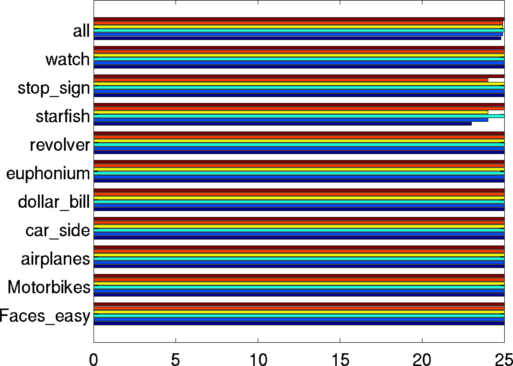 all
watch
stop_sign
starfish
revolver
euphonium
dollar_bill
car_side
airplanes
Motorbikes
Faces_easy
0 5 10 15 20 25